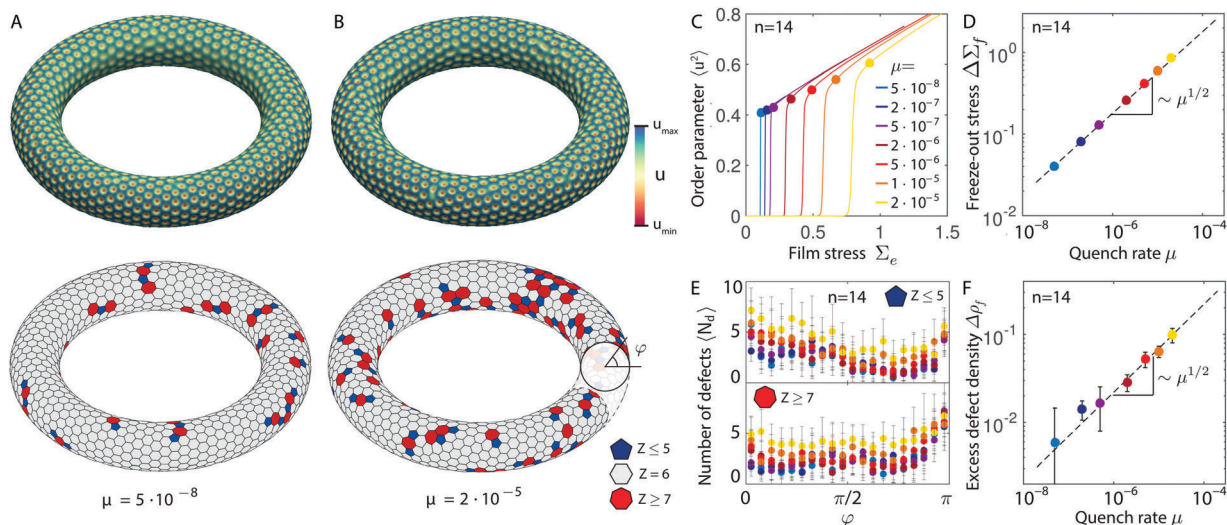 A
B
u_max
u
u_min
φ
Z ≤ 5
Z = 6
Z ≥ 7
μ = 5 · 10⁻⁸
μ = 2 · 10⁻⁵
C
n=14
Order parameter ⟨u²⟩
0.8
0.6
0.4
0.2
0
0
0.5
1
1.5
Film stress Σ_e
μ=
5 · 10⁻⁸
2 · 10⁻⁷
5 · 10⁻⁷
2 · 10⁻⁶
5 · 10⁻⁶
1 · 10⁻⁵
2 · 10⁻⁵
D
n=14
Freeze-out stress ΔΣ_f
10⁰
10⁻¹
10⁻²
~ μ^1/2
10⁻⁸
10⁻⁶
10⁻⁴
Quench rate μ
E
n=14
Z ≤ 5
Number of defects ⟨N_d⟩
10
5
0
Z ≥ 7
5
0
0
π/2
π
φ
F
n=14
Excess defect density Δρ_f
10⁻¹
10⁻²
~ μ^1/2
10⁻⁸
10⁻⁶
10⁻⁴
Quench rate μ